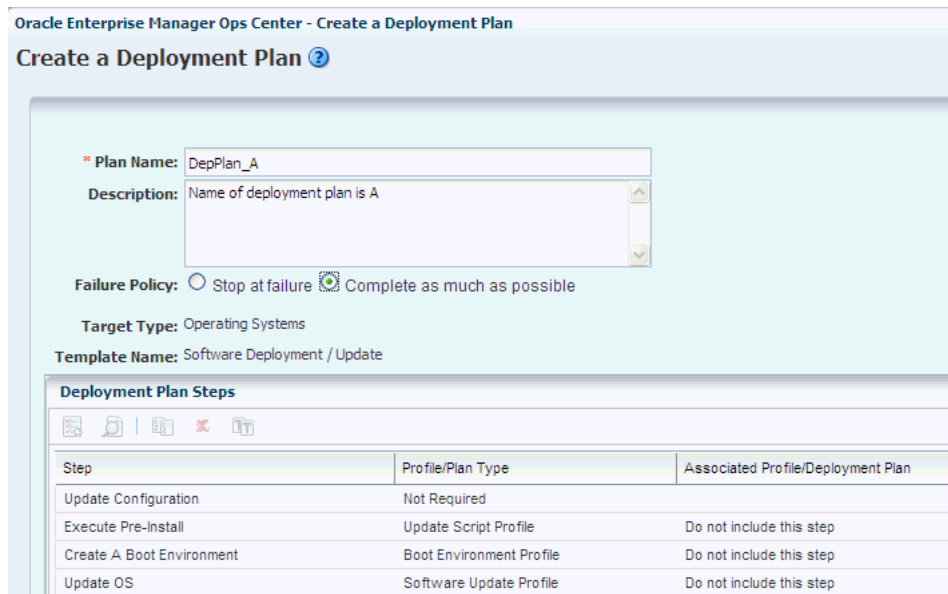 Oracle Enterprise Manager Ops Center - Create a Deployment Plan
Create a Deployment Plan ?
* Plan Name: DepPlan_A
Description: Name of deployment plan is A
Failure Policy: Stop at failure Complete as much as possible
Target Type: Operating Systems
Template Name: Software Deployment / Update
Deployment Plan Steps
Step Profile/Plan Type Associated Profile/Deployment Plan
Update Configuration Not Required
Execute Pre-Install Update Script Profile Do not include this step
Create A Boot Environment Boot Environment Profile Do not include this step
Update OS Software Update Profile Do not include this step